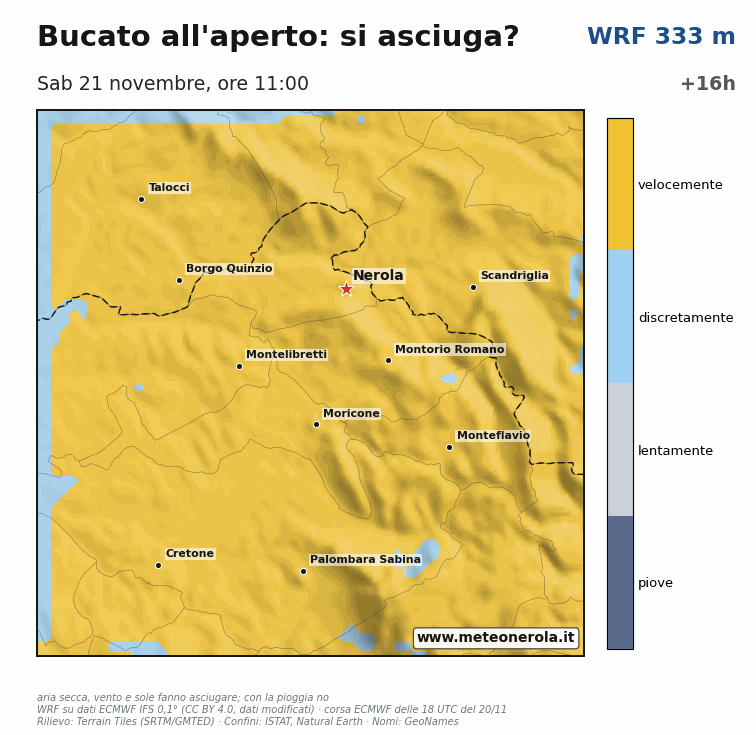 Bucato all'aperto: si asciuga?
WRF 333 m
Sab 21 novembre, ore 11:00
+16h
Talocci
Borgo Quinzio
Nerola
Scandriglia
Montelibretti
Montorio Romano
Moricone
Monteflavio
Cretone
Palombara Sabina
www.meteonerola.it
velocemente
discretamente
lentamente
piove
aria secca, vento e sole fanno asciugare; con la pioggia no
WRF su dati ECMWF IFS 0,1° (CC BY 4.0, dati modificati) · corsa ECMWF delle 18 UTC del 20/11
Rilievo: Terrain Tiles (SRTM/GMTED) · Confini: ISTAT, Natural Earth · Nomi: GeoNames